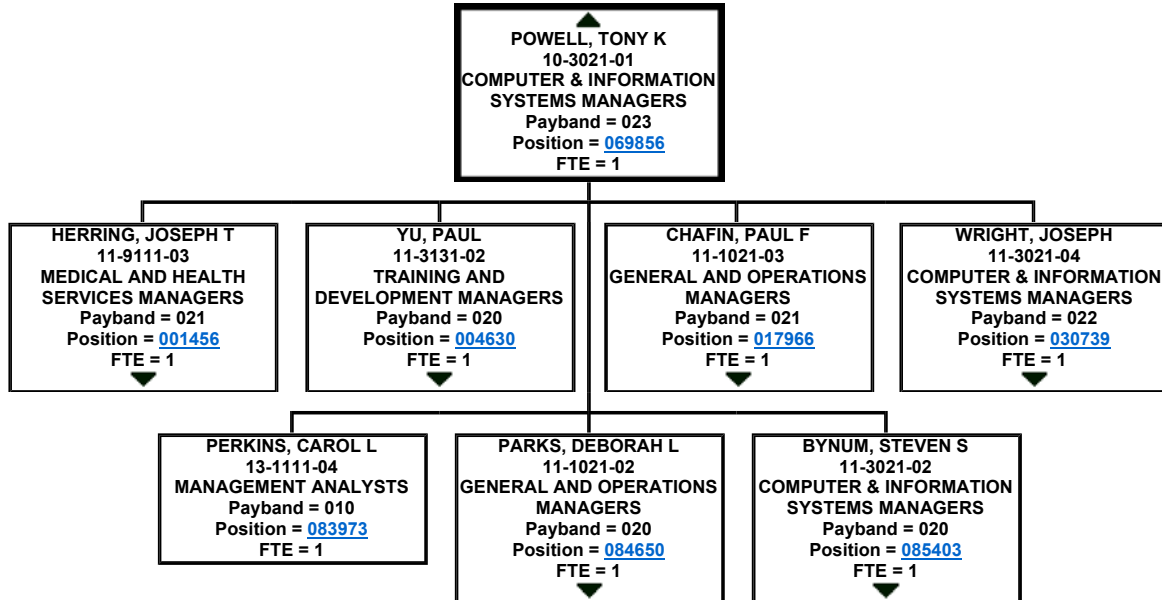 POWELL, TONY K
10-3021-01
COMPUTER & INFORMATION
SYSTEMS MANAGERS
Payband = 023
Position = 069856
FTE = 1
HERRING, JOSEPH T
11-9111-03
MEDICAL AND HEALTH
SERVICES MANAGERS
Payband = 021
Position = 001456
FTE = 1
YU, PAUL
11-3131-02
TRAINING AND
DEVELOPMENT MANAGERS
Payband = 020
Position = 004630
FTE = 1
CHAFIN, PAUL F
11-1021-03
GENERAL AND OPERATIONS
MANAGERS
Payband = 021
Position = 017966
FTE = 1
WRIGHT, JOSEPH
11-3021-04
COMPUTER & INFORMATION
SYSTEMS MANAGERS
Payband = 022
Position = 030739
FTE = 1
PERKINS, CAROL L
13-1111-04
MANAGEMENT ANALYSTS
Payband = 010
Position = 083973
FTE = 1
PARKS, DEBORAH L
11-1021-02
GENERAL AND OPERATIONS
MANAGERS
Payband = 020
Position = 084650
FTE = 1
BYNUM, STEVEN S
11-3021-02
COMPUTER & INFORMATION
SYSTEMS MANAGERS
Payband = 020
Position = 085403
FTE = 1